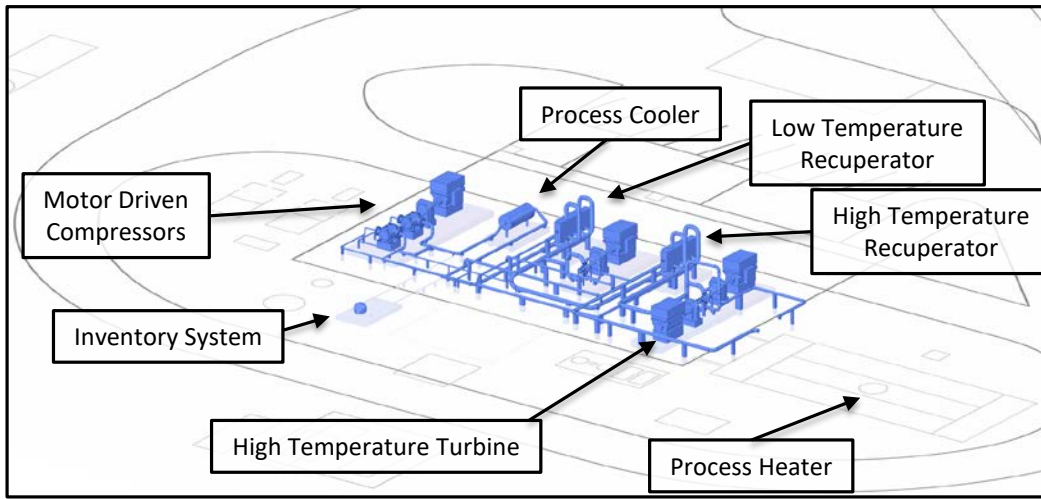 Process Cooler
Low Temperature
Recuperator
Motor Driven
Compressors
High Temperature
Recuperator
Inventory System
High Temperature Turbine
Process Heater